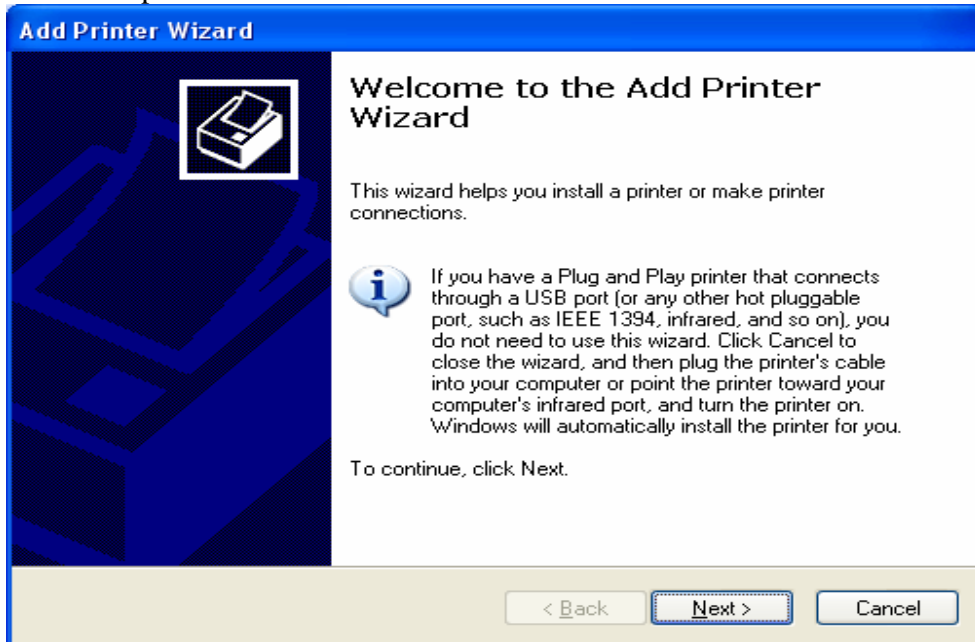 Add Printer Wizard
Welcome to the Add Printer
Wizard
This wizard helps you install a printer or make printer
connections.
If you have a Plug and Play printer that connects
through a USB port (or any other hot pluggable
port, such as IEEE 1394, infrared, and so on), you
do not need to use this wizard. Click Cancel to
close the wizard, and then plug the printer's cable
into your computer or point the printer toward your
computer's infrared port, and turn the printer on.
Windows will automatically install the printer for you.
To continue, click Next.
< Back Next > Cancel